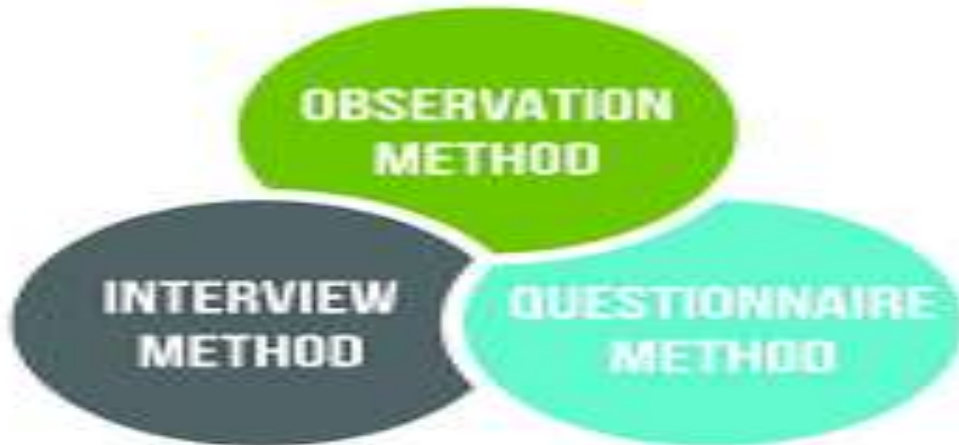 OBSERVATION
METHOD
INTERVIEW
METHOD
QUESTIONNAIRE
METHOD